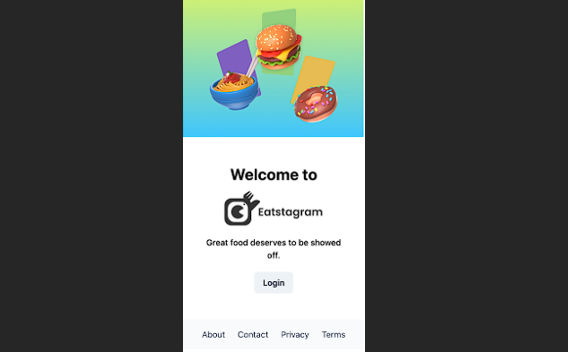 Welcome to
Eatstagram
Great food deserves to be showed
off.
Login
About Contact Privacy Terms